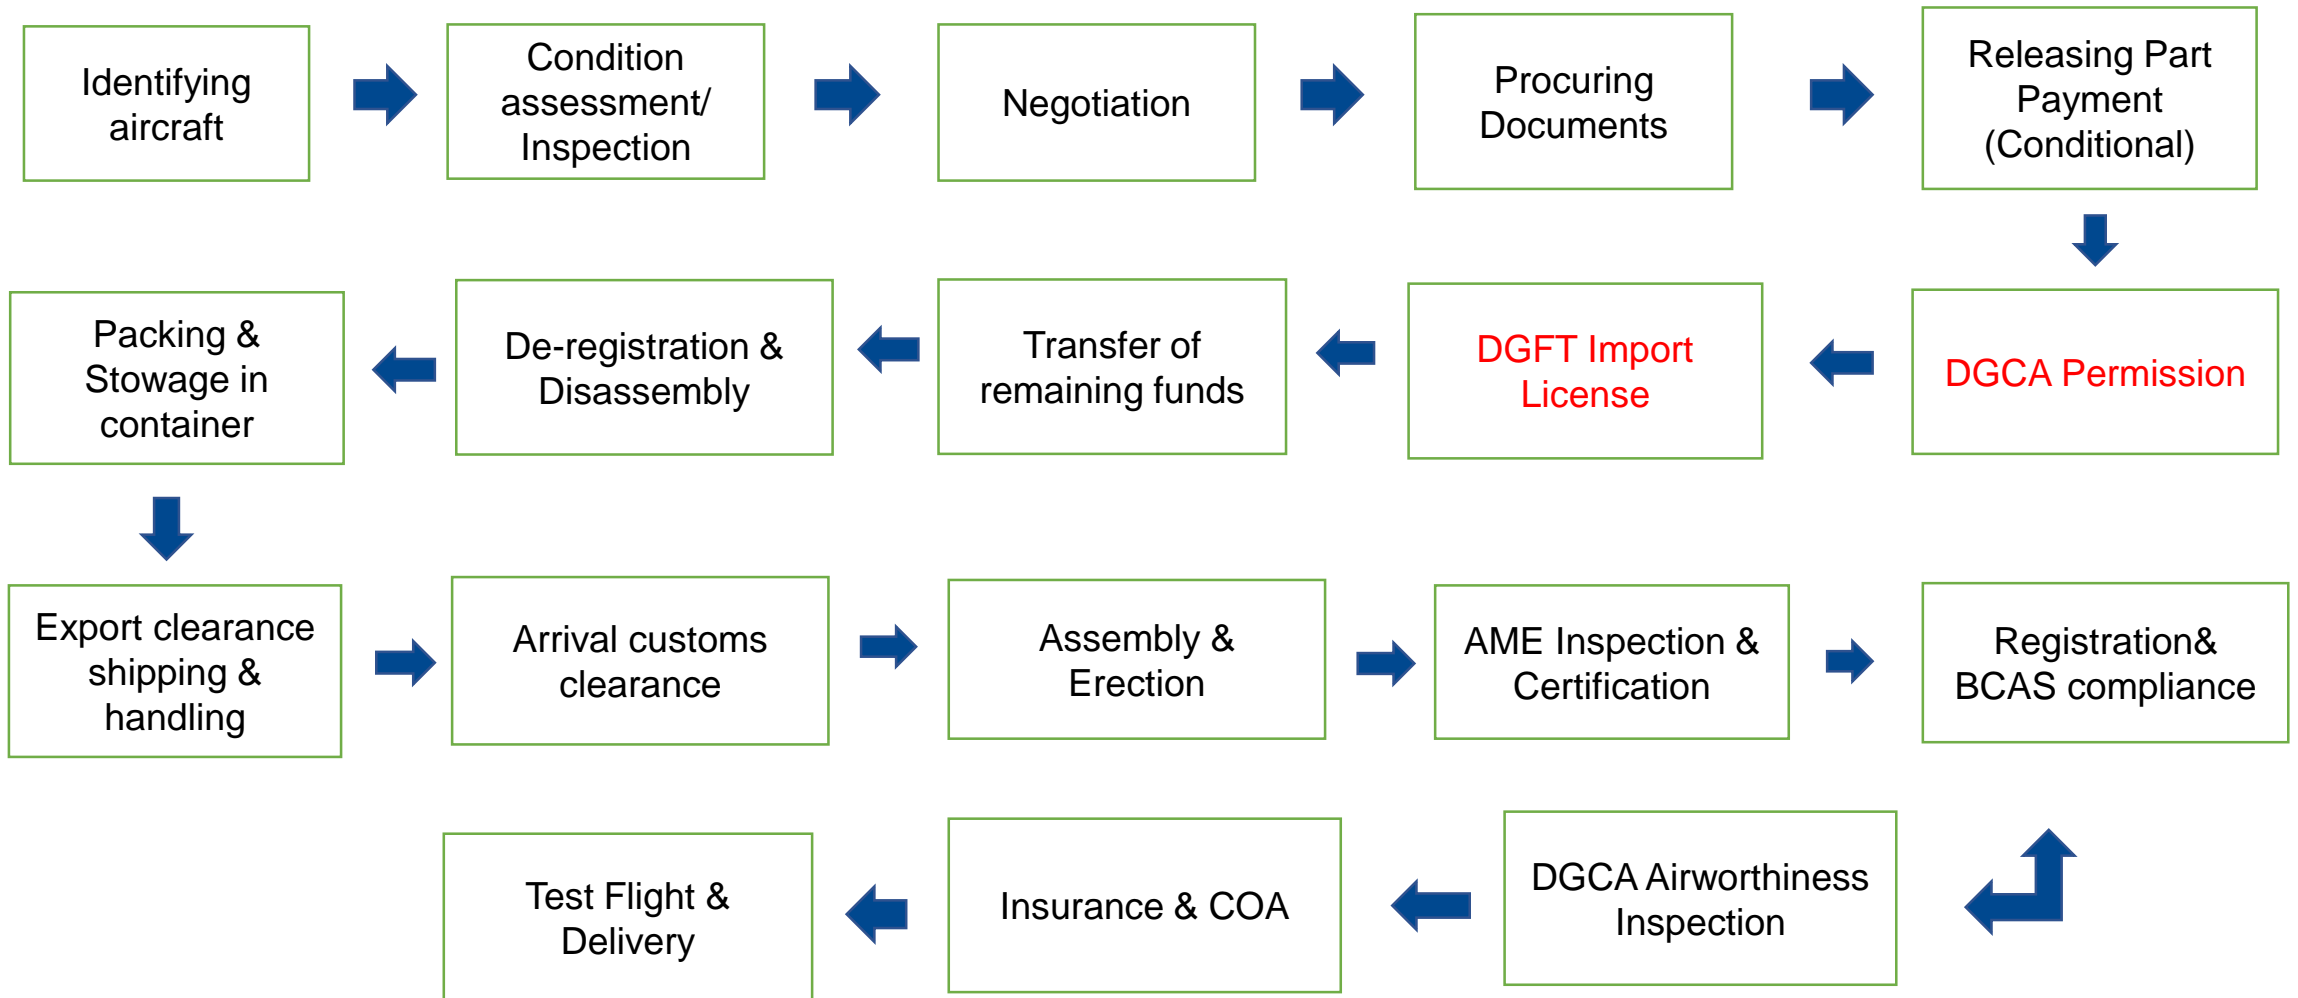 Identifying
aircraft
Condition
assessment/
Inspection
Negotiation
Procuring
Documents
Releasing Part
Payment
(Conditional)
DGCA Permission
DGFT Import
License
Transfer of
remaining funds
De-registration &
Disassembly
Packing &
Stowage in
container
Export clearance
shipping &
handling
Arrival customs
clearance
Assembly &
Erection
AME Inspection &
Certification
Registration&
BCAS compliance
DGCA Airworthiness
Inspection
Insurance & COA
Test Flight &
Delivery